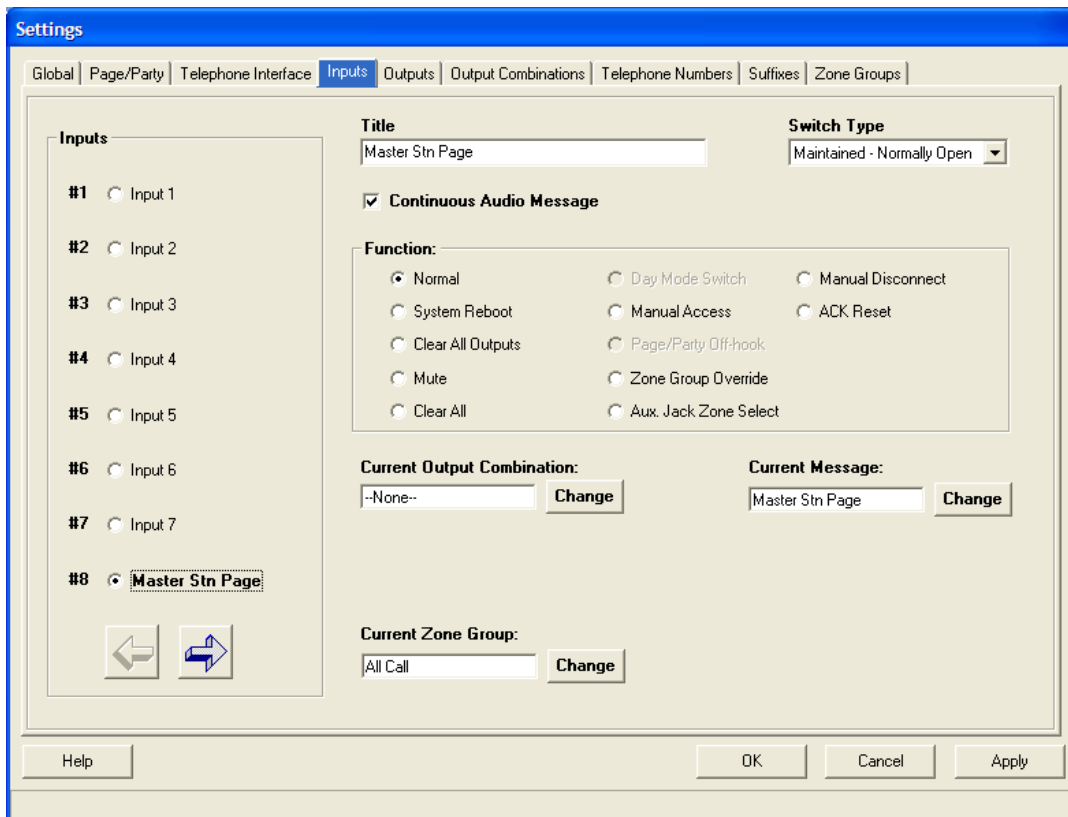 Settings
Global Page/Party Telephone Interface Inputs Outputs Output Combinations Telephone Numbers Suffixes Zone Groups
Inputs
#1 Input 1
#2 Input 2
#3 Input 3
#4 Input 4
#5 Input 5
#6 Input 6
#7 Input 7
#8 Master Stn Page
Title
Master Stn Page
Switch Type
Maintained - Normally Open
Continuous Audio Message
Function:
Normal
System Reboot
Clear All Outputs
Mute
Clear All
Day Mode Switch
Manual Access
Page/Party Off-hook
Zone Group Override
Aux. Jack Zone Select
Manual Disconnect
ACK Reset
Current Output Combination:
--None-- Change
Current Message:
Master Stn Page Change
Current Zone Group:
All Call Change
Help OK Cancel Apply